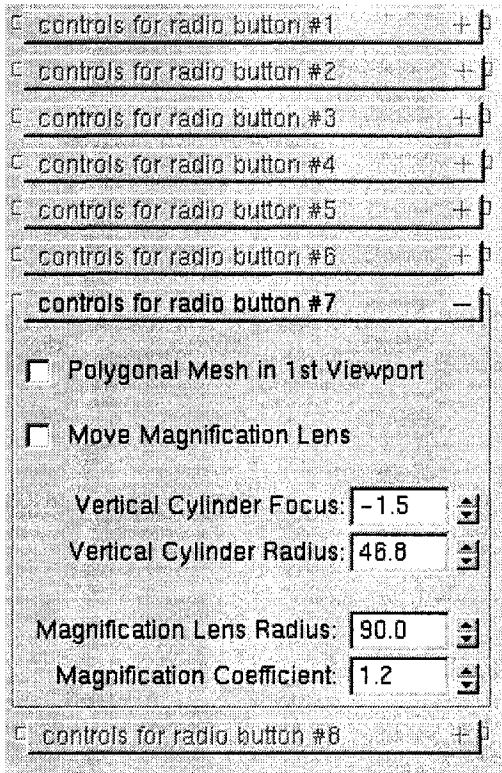 controls for radio button #1 +
controls for radio button #2 +
controls for radio button #3 +
controls for radio button #4 +
controls for radio button #5 +
controls for radio button #6 +
controls for radio button #7 −
Polygonal Mesh in 1st Viewport
Move Magnification Lens
Vertical Cylinder Focus: -1.5
Vertical Cylinder Radius: 46.8
Magnification Lens Radius: 90.0
Magnification Coefficient: 1.2
controls for radio button #8 +